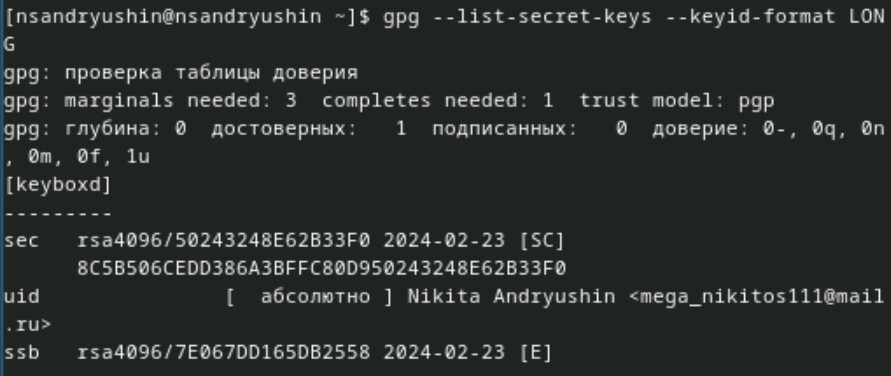 [nsandryushin@nsandryushin ~]$ gpg --list-secret-keys --keyid-format LON
G
gpg: проверка таблицы доверия
gpg: marginals needed: 3  completes needed: 1  trust model: pgp
gpg: глубина: 0  достоверных:   1  подписанных:   0  доверие: 0-, 0q, 0n
, 0m, 0f, 1u
[keyboxd]
---------
sec   rsa4096/50243248E62B33F0 2024-02-23 [SC]
      8C5B506CEDD386A3BFFC80D950243248E62B33F0
uid                 [  абсолютно ] Nikita Andryushin <mega_nikitos111@mail
.ru>
ssb   rsa4096/7E067DD165DB2558 2024-02-23 [E]